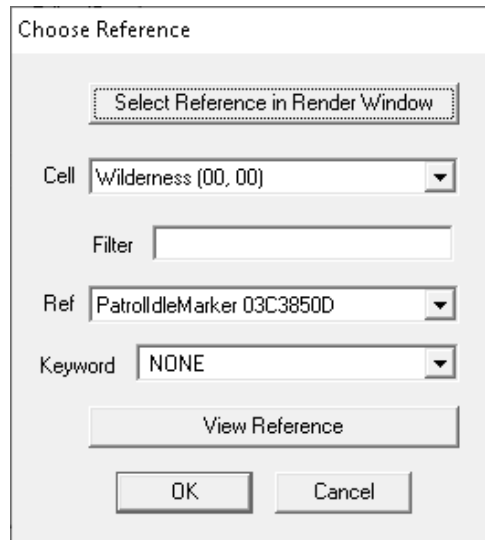 Choose Reference
Select Reference in Render Window
Cell Wilderness (00, 00)
Filter
Ref PatrolIdleMarker 03C3850D
Keyword NONE
View Reference
OK Cancel